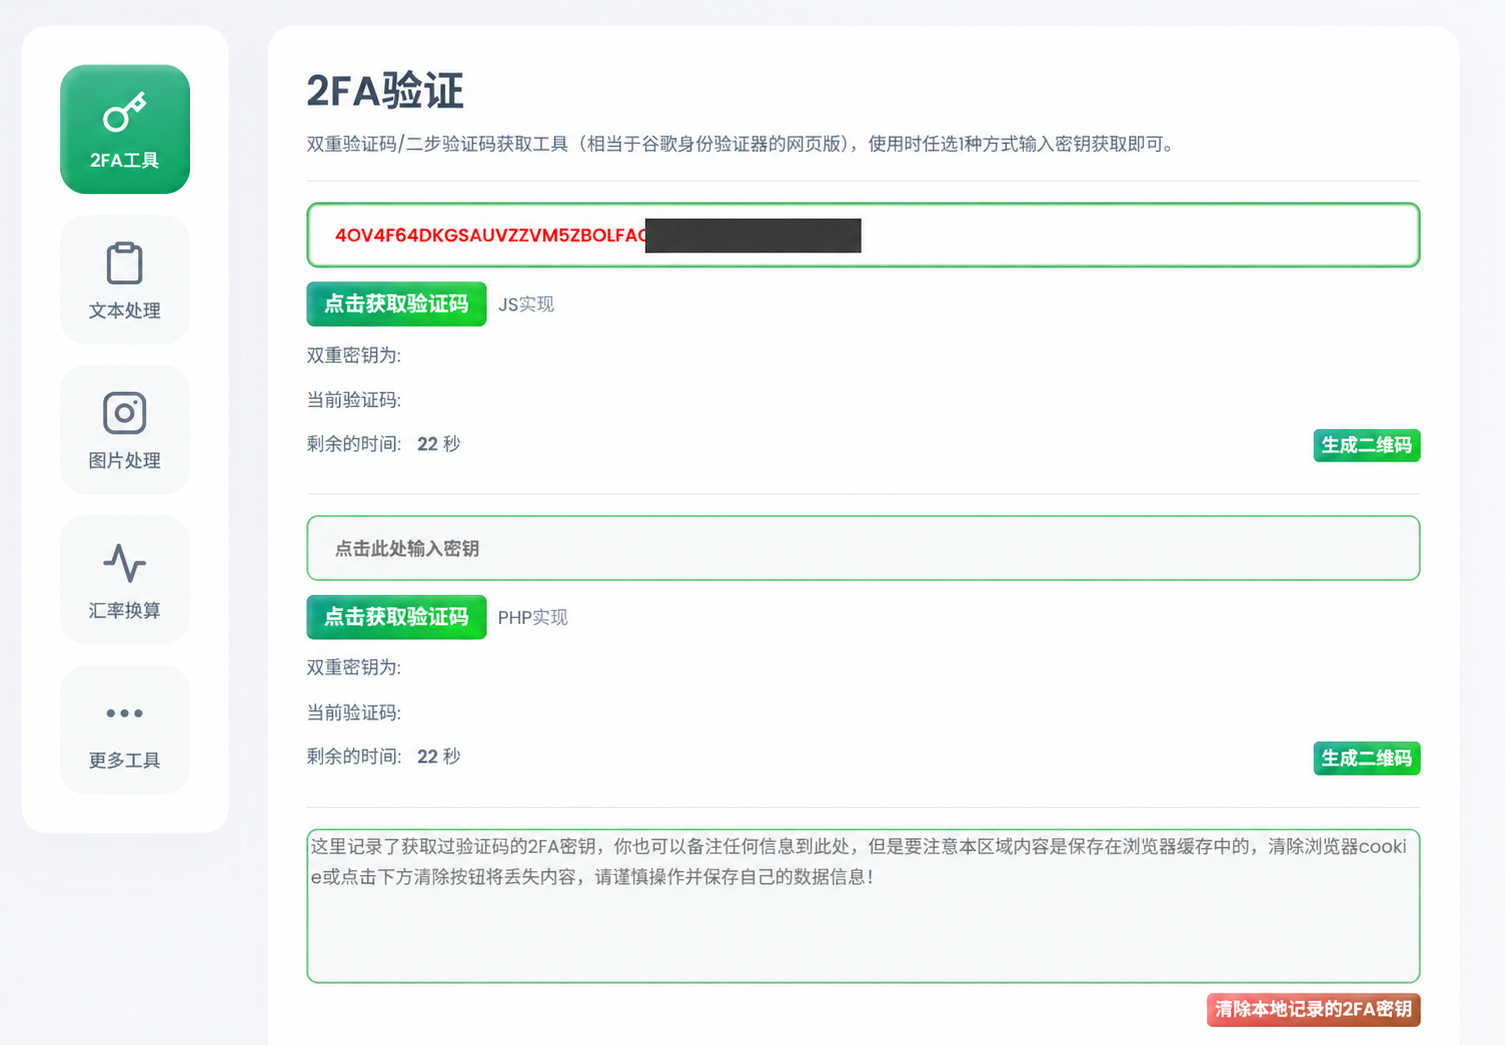 2FA工具
文本处理
图片处理
汇率换算
更多工具
2FA验证
双重验证码/二步验证码获取工具（相当于谷歌身份验证器的网页版），使用时任选1种方式输入密钥获取即可。
4OV4F64DKGSAUVZZVM5ZBOLFA
点击获取验证码 JS实现
双重密钥为:
当前验证码:
剩余的时间: 22 秒
生成二维码
点击此处输入密钥
点击获取验证码 PHP实现
双重密钥为:
当前验证码:
剩余的时间: 22 秒
生成二维码
这里记录了获取过验证码的2FA密钥，你也可以备注任何信息到此处，但是要注意本区域内容是保存在浏览器缓存中的，清除浏览器cooki
e或点击下方清除按钮将丢失内容，请谨慎操作并保存自己的数据信息！
清除本地记录的2FA密钥